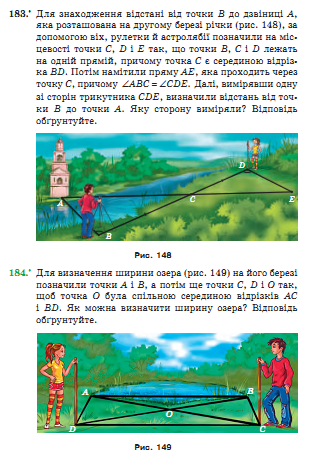 183.• Для знаходження відстані від точки B до дзвіниці A,
яка розташована на другому березі річки (рис. 148), за
допомогою віх, рулетки й астролябії позначили на міс-
цевості точки C, D і E так, що точки B, C і D лежать
на одній прямій, причому точка C є серединою відріз-
ка BD. Потім намітили пряму AE, яка проходить через
точку C, причому ∠ABC = ∠CDE. Далі, вимірявши одну
зі сторін трикутника CDE, визначили відстань від точ-
ки B до точки A. Яку сторону виміряли? Відповідь
обґрунтуйте.
D
A
C
E
B
Рис. 148
184.• Для визначення ширини озера (рис. 149) на його березі
позначили точки A і B, а потім ще точки C, D і O так,
щоб точка O була спільною серединою відрізків AC
і BD. Як можна визначити ширину озера? Відповідь
обґрунтуйте.
A
B
O
D
C
Рис. 149